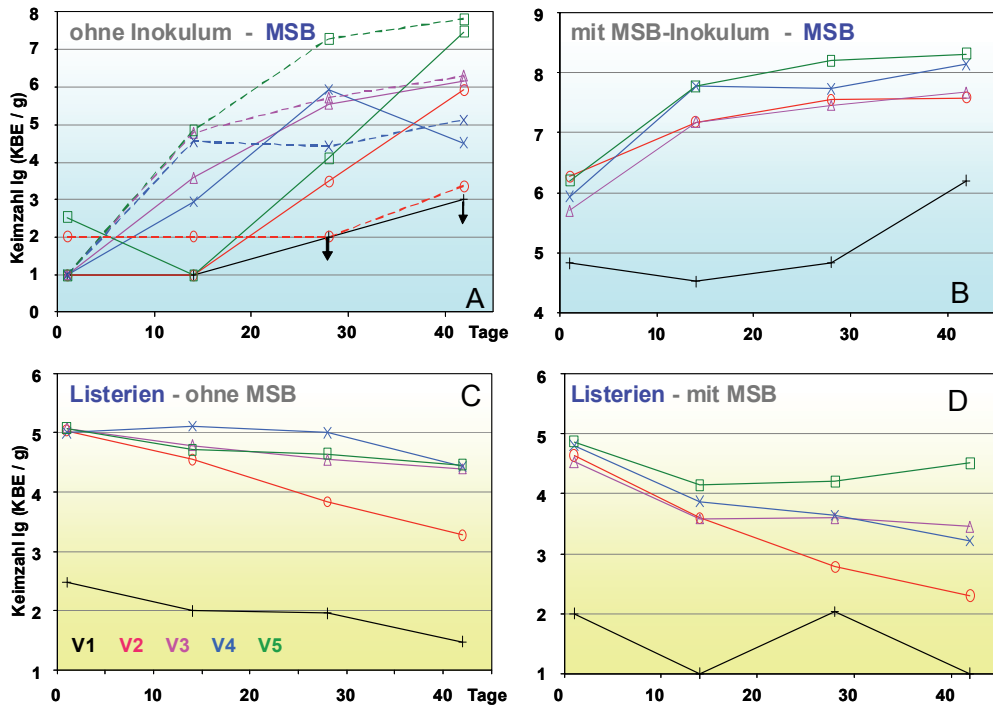 ohne Inokulum - MSB
Keimzahl lg (KBE / g)
8
7
6
5
4
3
2
1
0
A
0 10 20 30 40 Tage
mit MSB-Inokulum - MSB
9
8
7
6
5
4
B
0 10 20 30 40
Listerien - ohne MSB
C
Keimzahl lg (KBE / g)
6
5
4
3
2
1
V1 V2 V3 V4 V5
0 10 20 30 40 Tage
Listerien - mit MSB
D
6
5
4
3
2
1
0 10 20 30 40